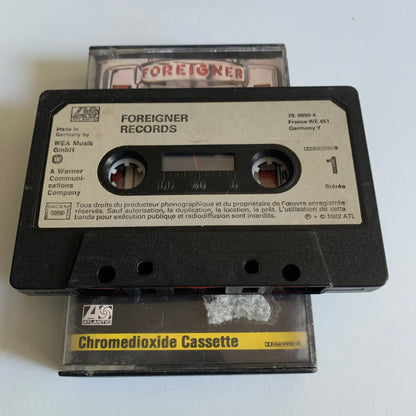 FOREIGNER
ATLANTIC
FOREIGNER
RECORDS
78. 0999-4
France WE 451
Germany Y
Made in
Germany by
WEA Musik
GmbH
A Warner
Communi-
cations
Company
1
Stéréo
100 50 0
SACEM
Tous droits du producteur phonographique et du propriétaire de l'œuvre enregistrée
réservés. Sauf autorisation, la duplication, la location, le prêt. L'utilisation de cette
bande pour exécution publique et radiodiffusion sont interdits. ℗ + © 1982 ATL
ATLANTIC
Chromedioxide Cassette